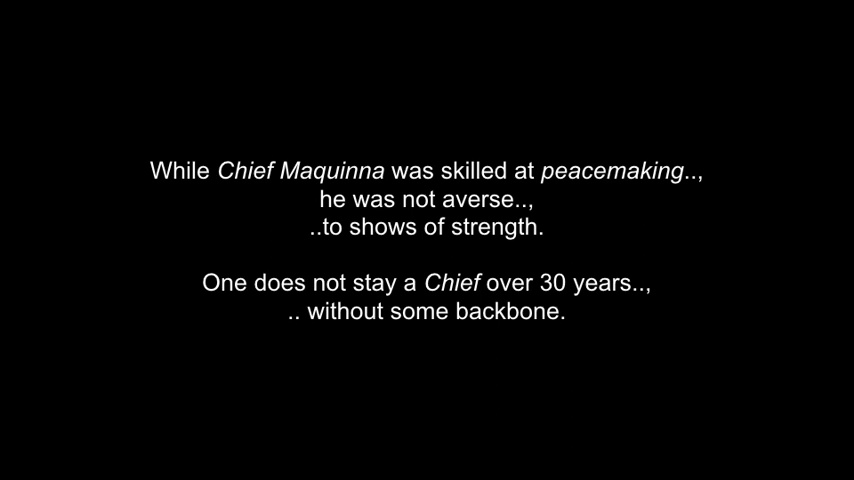 While Chief Maquinna was skilled at peacemaking..,
he was not averse..,
..to shows of strength.
One does not stay a Chief over 30 years..,
.. without some backbone.